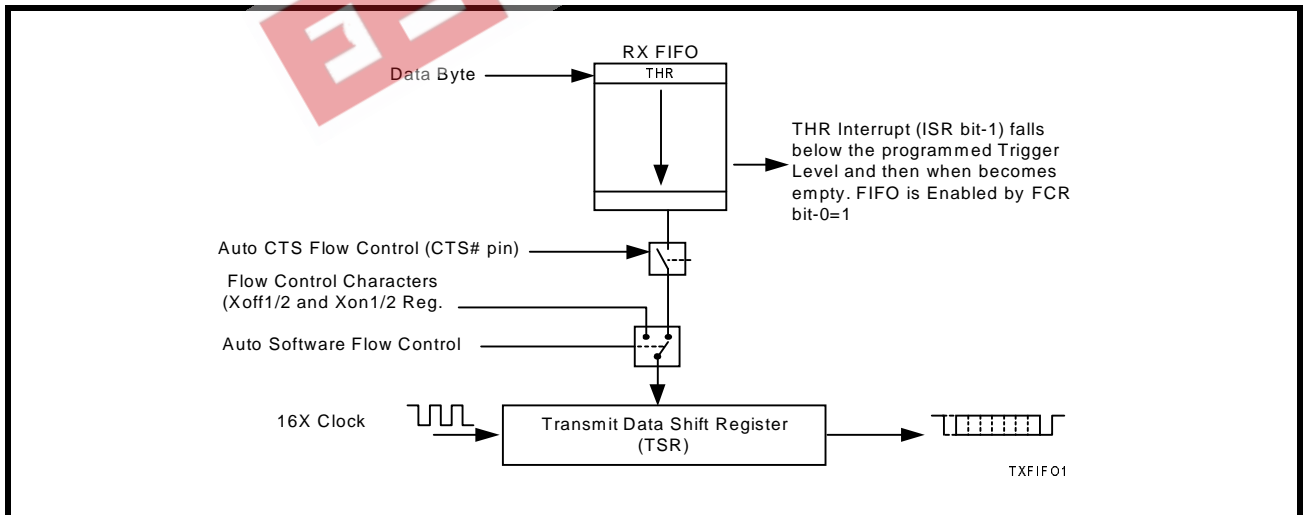 RX FIFO
THR
Data Byte
THR Interrupt (ISR bit-1) falls
below the programmed Trigger
Level and then when becomes
empty. FIFO is Enabled by FCR
bit-0=1
Auto CTS Flow Control (CTS# pin)
Flow Control Characters
(Xoff1/2 and Xon1/2 Reg.
Auto Software Flow Control
16X Clock
Transmit Data Shift Register
(TSR)
TXFIFO1